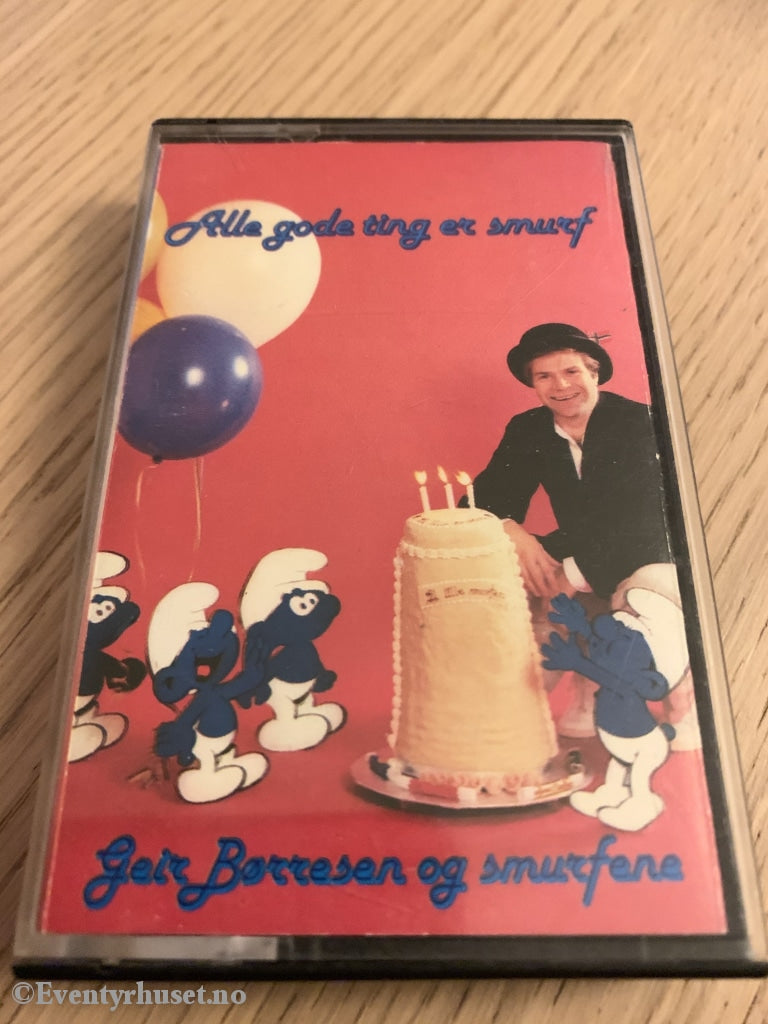 Alle gode ting er smurf
Geir Børresen og smurfene
©Eventyrhuset.no